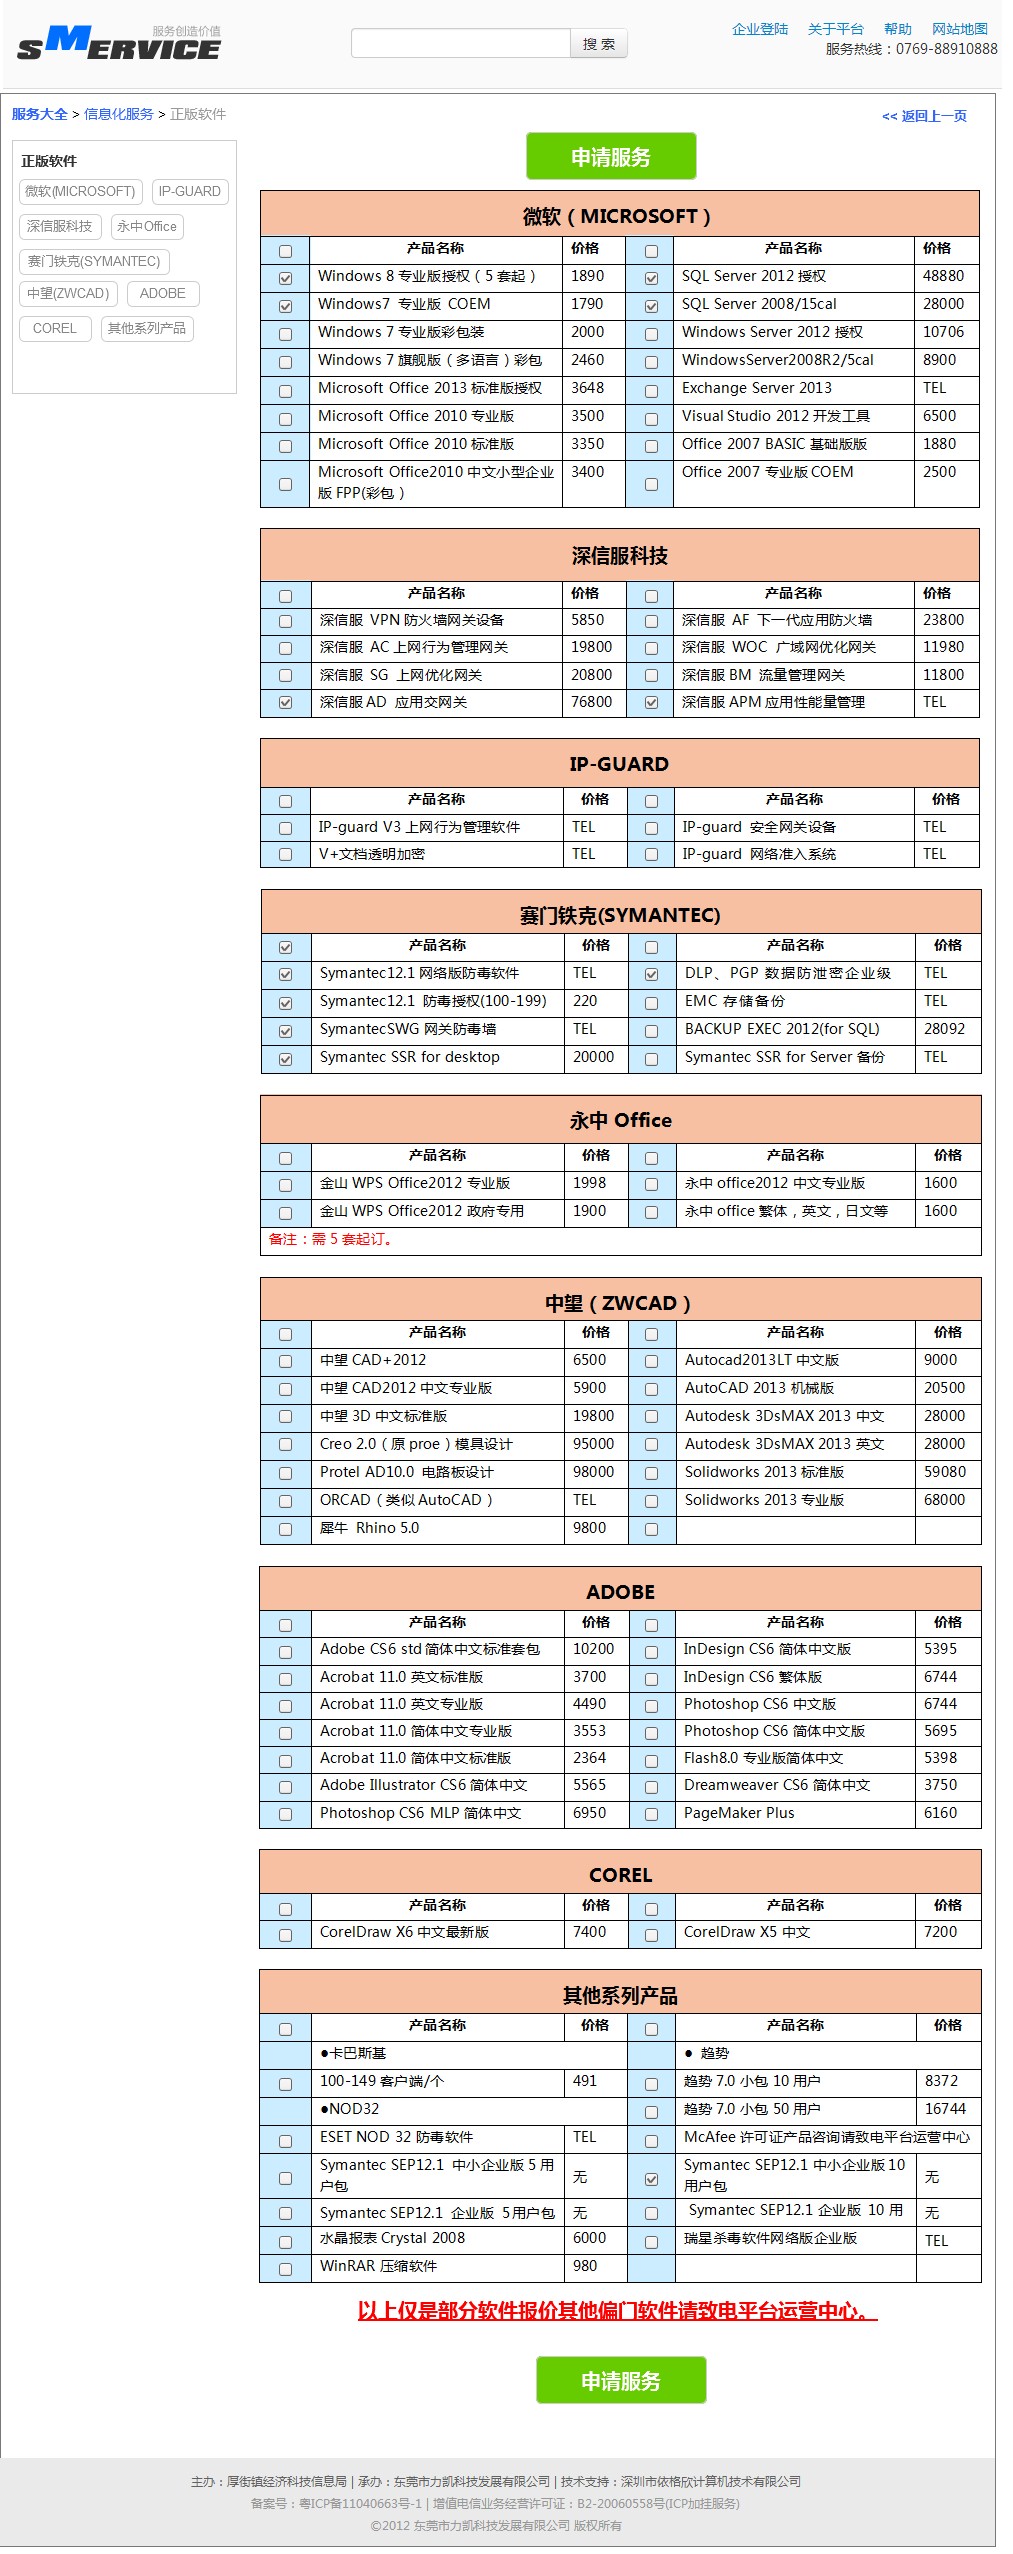 服务创造价值
SMERVICE
搜 索
企业登陆 关于平台 帮助 网站地图
服务热线：0769-88910888
服务大全 > 信息化服务 > 正版软件
<< 返回上一页
正版软件
微软(MICROSOFT) IP-GUARD
深信服科技 永中Office
赛门铁克(SYMANTEC)
中望(ZWCAD) ADOBE
COREL 其他系列产品
申请服务
微软（MICROSOFT）
产品名称 价格 产品名称 价格
Windows 8 专业版授权（5 套起） 1890 SQL Server 2012 授权 48880
Windows7 专业版 COEM 1790 SQL Server 2008/15cal 28000
Windows 7 专业版彩包装 2000 Windows Server 2012 授权 10706
Windows 7 旗舰版（多语言）彩包 2460 WindowsServer2008R2/5cal 8900
Microsoft Office 2013 标准版授权 3648 Exchange Server 2013 TEL
Microsoft Office 2010 专业版 3500 Visual Studio 2012 开发工具 6500
Microsoft Office 2010 标准版 3350 Office 2007 BASIC 基础版版 1880
Microsoft Office2010 中文小型企业 3400 Office 2007 专业版 COEM 2500
版 FPP(彩包）
深信服科技
产品名称 价格 产品名称 价格
深信服 VPN 防火墙网关设备 5850 深信服 AF 下一代应用防火墙 23800
深信服 AC 上网行为管理网关 19800 深信服 WOC 广域网优化网关 11980
深信服 SG 上网优化网关 20800 深信服 BM 流量管理网关 11800
深信服 AD 应用交网关 76800 深信服 APM 应用性能量管理 TEL
IP-GUARD
产品名称 价格 产品名称 价格
IP-guard V3 上网行为管理软件 TEL IP-guard 安全网关设备 TEL
V+文档透明加密 TEL IP-guard 网络准入系统 TEL
赛门铁克(SYMANTEC)
产品名称 价格 产品名称 价格
Symantec12.1 网络版防毒软件 TEL DLP、PGP 数据防泄密企业级 TEL
Symantec12.1 防毒授权(100-199) 220 EMC 存储备份 TEL
SymantecSWG 网关防毒墙 TEL BACKUP EXEC 2012(for SQL) 28092
Symantec SSR for desktop 20000 Symantec SSR for Server 备份 TEL
永中 Office
产品名称 价格 产品名称 价格
金山 WPS Office2012 专业版 1998 永中 office2012 中文专业版 1600
金山 WPS Office2012 政府专用 1900 永中 office 繁体，英文，日文等 1600
备注：需 5 套起订。
中望（ZWCAD）
产品名称 价格 产品名称 价格
中望 CAD+2012 6500 Autocad2013LT 中文版 9000
中望 CAD2012 中文专业版 5900 AutoCAD 2013 机械版 20500
中望 3D 中文标准版 19800 Autodesk 3DsMAX 2013 中文 28000
Creo 2.0（原 proe）模具设计 95000 Autodesk 3DsMAX 2013 英文 28000
Protel AD10.0 电路板设计 98000 Solidworks 2013 标准版 59080
ORCAD（类似 AutoCAD） TEL Solidworks 2013 专业版 68000
犀牛 Rhino 5.0 9800
ADOBE
产品名称 价格 产品名称 价格
Adobe CS6 std 简体中文标准套包 10200 InDesign CS6 简体中文版 5395
Acrobat 11.0 英文标准版 3700 InDesign CS6 繁体版 6744
Acrobat 11.0 英文专业版 4490 Photoshop CS6 中文版 6744
Acrobat 11.0 简体中文专业版 3553 Photoshop CS6 简体中文版 5695
Acrobat 11.0 简体中文标准版 2364 Flash8.0 专业版简体中文 5398
Adobe Illustrator CS6 简体中文 5565 Dreamweaver CS6 简体中文 3750
Photoshop CS6 MLP 简体中文 6950 PageMaker Plus 6160
COREL
产品名称 价格 产品名称 价格
CorelDraw X6 中文最新版 7400 CorelDraw X5 中文 7200
其他系列产品
产品名称 价格 产品名称 价格
●卡巴斯基 ● 趋势
100-149 客户端/个 491 趋势 7.0 小包 10 用户 8372
●NOD32 趋势 7.0 小包 50 用户 16744
ESET NOD 32 防毒软件 TEL McAfee 许可证产品咨询请致电平台运营中心
Symantec SEP12.1 中小企业版 5 用 无 Symantec SEP12.1 中小企业版 10 无
户包 用户包
Symantec SEP12.1 企业版 5用户包 无 Symantec SEP12.1 企业版 10 用 无
水晶报表 Crystal 2008 6000 瑞星杀毒软件网络版企业版 TEL
WinRAR 压缩软件 980
以上仅是部分软件报价其他偏门软件请致电平台运营中心。
申请服务
主办：厚街镇经济科技信息局 | 承办：东莞市力凯科技发展有限公司 | 技术支持：深圳市依格欣计算机技术有限公司
备案号：粤ICP备11040663号-1 | 增值电信业务经营许可证：B2-20060558号(ICP加挂服务)
©2012 东莞市力凯科技发展有限公司 版权所有